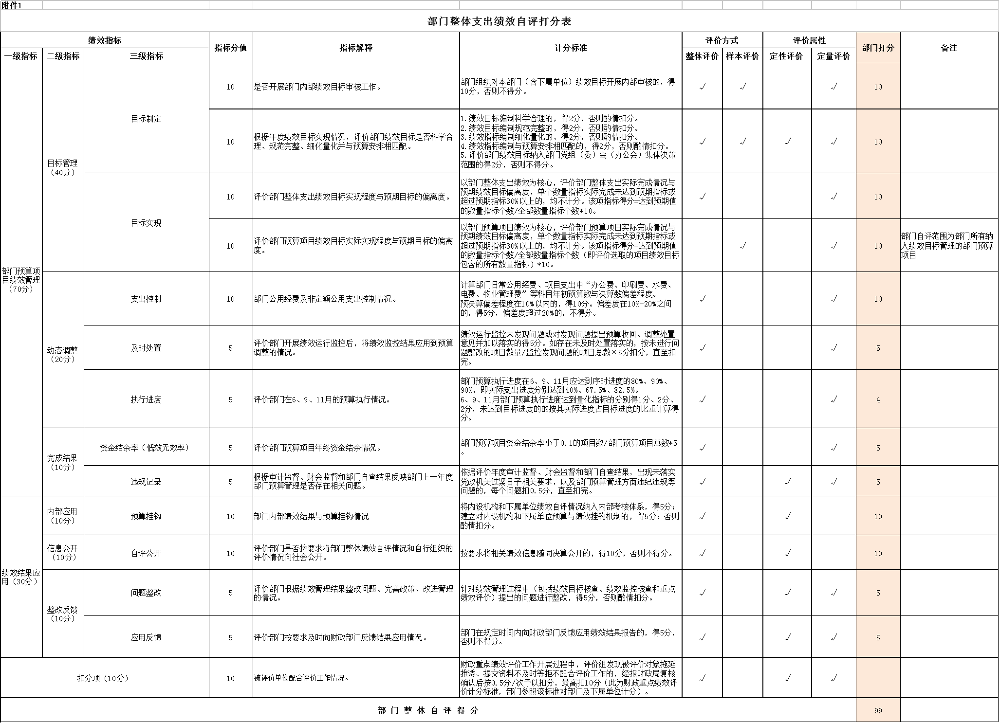 附件1
部门整体支出绩效自评打分表
绩效指标
指标分值
指标解释
计分标准
评价方式
评价属性
部门打分
备注
一级指标
二级指标
三级指标
整体评价
样本评价
定性评价
定量评价
部门预算项
目绩效管理
（70分）
目标管理
（40分）
目标制定
10
是否开展部门内部绩效目标审核工作。
部门组织对本部门（含下属单位）绩效目标开展内部审核的，得
10分，否则不得分。
√
√
√
10
10
根据年度绩效目标实现情况，评价部门绩效目标是否科学合
理、规范完整、细化量化并与预算安排相匹配。
1.绩效目标编制科学合理的，得2分，否则酌情扣分。
2.绩效目标编制规范完整的，得2分，否则酌情扣分。
3.绩效指标编制细化量化的，得2分，否则酌情扣分。
4.绩效指标编制与预算安排相匹配的，得2分，否则酌情扣分。
5.评价部门绩效目标纳入部门党组（委）会（办公会）集体决策
范围的得2分，否则不得分。
√
√
√
√
10
目标实现
10
评价部门整体支出绩效目标实现程度与预期目标的偏离度。
以部门整体支出绩效为核心，评价部门整体支出实际完成情况与
预期绩效目标偏离度，单个数量指标实际完成未达到预期指标或
超过预期指标30%以上的，均不计分。该项指标得分=达到预期值
的数量指标个数/全部数量指标个数*10。
√
√
10
10
评价部门预算项目绩效目标实际实现程度与预期目标的偏离
度。
以部门预算项目绩效为核心，评价部门预算项目实际完成情况与
预期绩效目标偏离度，单个数量指标实际完成未达到预期指标或
超过预期指标30%以上的，均不计分。该项指标得分=达到预期值
的数量指标个数/全部数量指标个数（即评价选取的项目绩效目标
包含的所有数量指标）*10。
√
√
10
部门自评范围为部门所有纳
入绩效目标管理的部门预算
项目
动态调整
（20分）
支出控制
10
部门公用经费及非定额公用支出控制情况。
计算部门日常公用经费、项目支出中“办公费、印刷费、水费、
电费、物业管理费”等科目年初预算数与决算数偏差程度。
预决算偏差程度在10%以内的，得10分。偏差度在10%-20%之间
的，得5分，偏差度超过20%的，不得分。
√
√
10
及时处置
5
评价部门开展绩效运行监控后，将绩效监控结果应用到预算
调整的情况。
绩效运行监控未发现问题或对发现问题提出预算收回、调整处置
意见并加以落实的得5分。如存在未及时处置落实的，按未进行问
题整改的项目数量/监控发现问题的项目总数×5分扣分，直至扣
完。
√
√
5
执行进度
5
评价部门在6、9、11月的预算执行情况。
部门预算执行进度在6、9、11月应达到序时进度的80%、90%、
90%，即实际支出进度分别达到40%、67.5%、82.5%。
6、9、11月部门预算执行进度达到量化指标的分别得1分、2分、
2分，未达到目标进度的的按其实际进度占目标进度的比重计算得
分。
√
√
4
完成结果
（10分）
资金结余率（低效无效率）
5
评价部门预算项目年终资金结余情况。
部门预算项目资金结余率小于0.1的项目数/部门预算项目总数*5
。
√
√
5
违规记录
5
根据审计监督、财会监督和部门自查结果反映部门上一年度
部门预算管理是否存在相关问题。
依据评价年度审计监督、财会监督和部门自查结果，出现未落实
党政机关过紧日子相关要求，以及部门预算管理方面违纪违规等
问题的，每个问题扣0.5分，直至扣完。
√
√
√
5
绩效结果应
用（30分）
内部应用
（10分）
预算挂钩
10
部门内部绩效结果与预算挂钩情况
将内设机构和下属单位绩效自评情况纳入内部考核体系，得5分；
建立对内设机构和下属单位预算与绩效挂钩机制的，得5分；否则
酌情扣分。
√
√
10
信息公开
（10分）
自评公开
10
评价部门是否按要求将部门整体绩效自评情况和自行组织的
评价情况向社会公开。
按要求将相关绩效信息随同决算公开的，得10分，否则不得分。
√
√
10
整改反馈
（10分）
问题整改
5
评价部门根据绩效管理结果整改问题、完善政策、改进管理
的情况。
针对绩效管理过程中（包括绩效目标核查、绩效监控核查和重点
绩效评价）提出的问题进行整改，得5分，否则酌情扣分。
√
√
√
5
应用反馈
5
评价部门按要求及时向财政部门反馈结果应用情况。
部门在规定时间内向财政部门反馈应用绩效结果报告的，得5分，
否则不得分。
√
√
√
5
扣分项（10分）
10
被评价单位配合评价工作情况。
财政重点绩效评价工作开展过程中，评价组发现被评价对象拖延
推诿、提交资料不及时等拒不配合评价工作的，经报财政局复核
确认后按0.5分/次予以扣分，最高扣10分（此为财政重点绩效评
价计分标准，部门参照该标准对部门及下属单位计分）。
√
√
√
部门整体自评得分
99